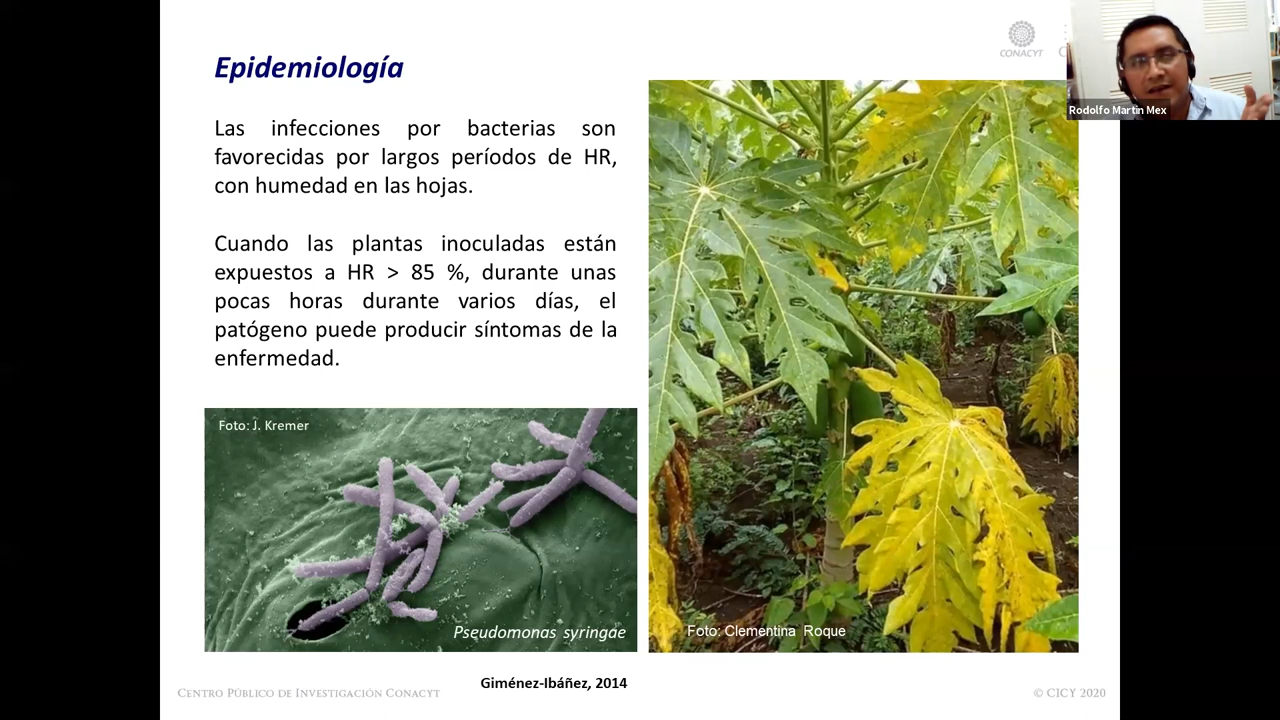 Epidemiología
CONACYT
Rodolfo Martin Mex
Las infecciones por bacterias son
favorecidas por largos períodos de HR,
con humedad en las hojas.
Cuando las plantas inoculadas están
expuestos a HR > 85 %, durante unas
pocas horas durante varios días, el
patógeno puede producir síntomas de la
enfermedad.
Foto: J. Kremer
Pseudomonas syringae
Foto: Clementina Roque
Giménez-Ibáñez, 2014
CENTRO PÚBLICO DE INVESTIGACIÓN CONACYT
© CICY 2020